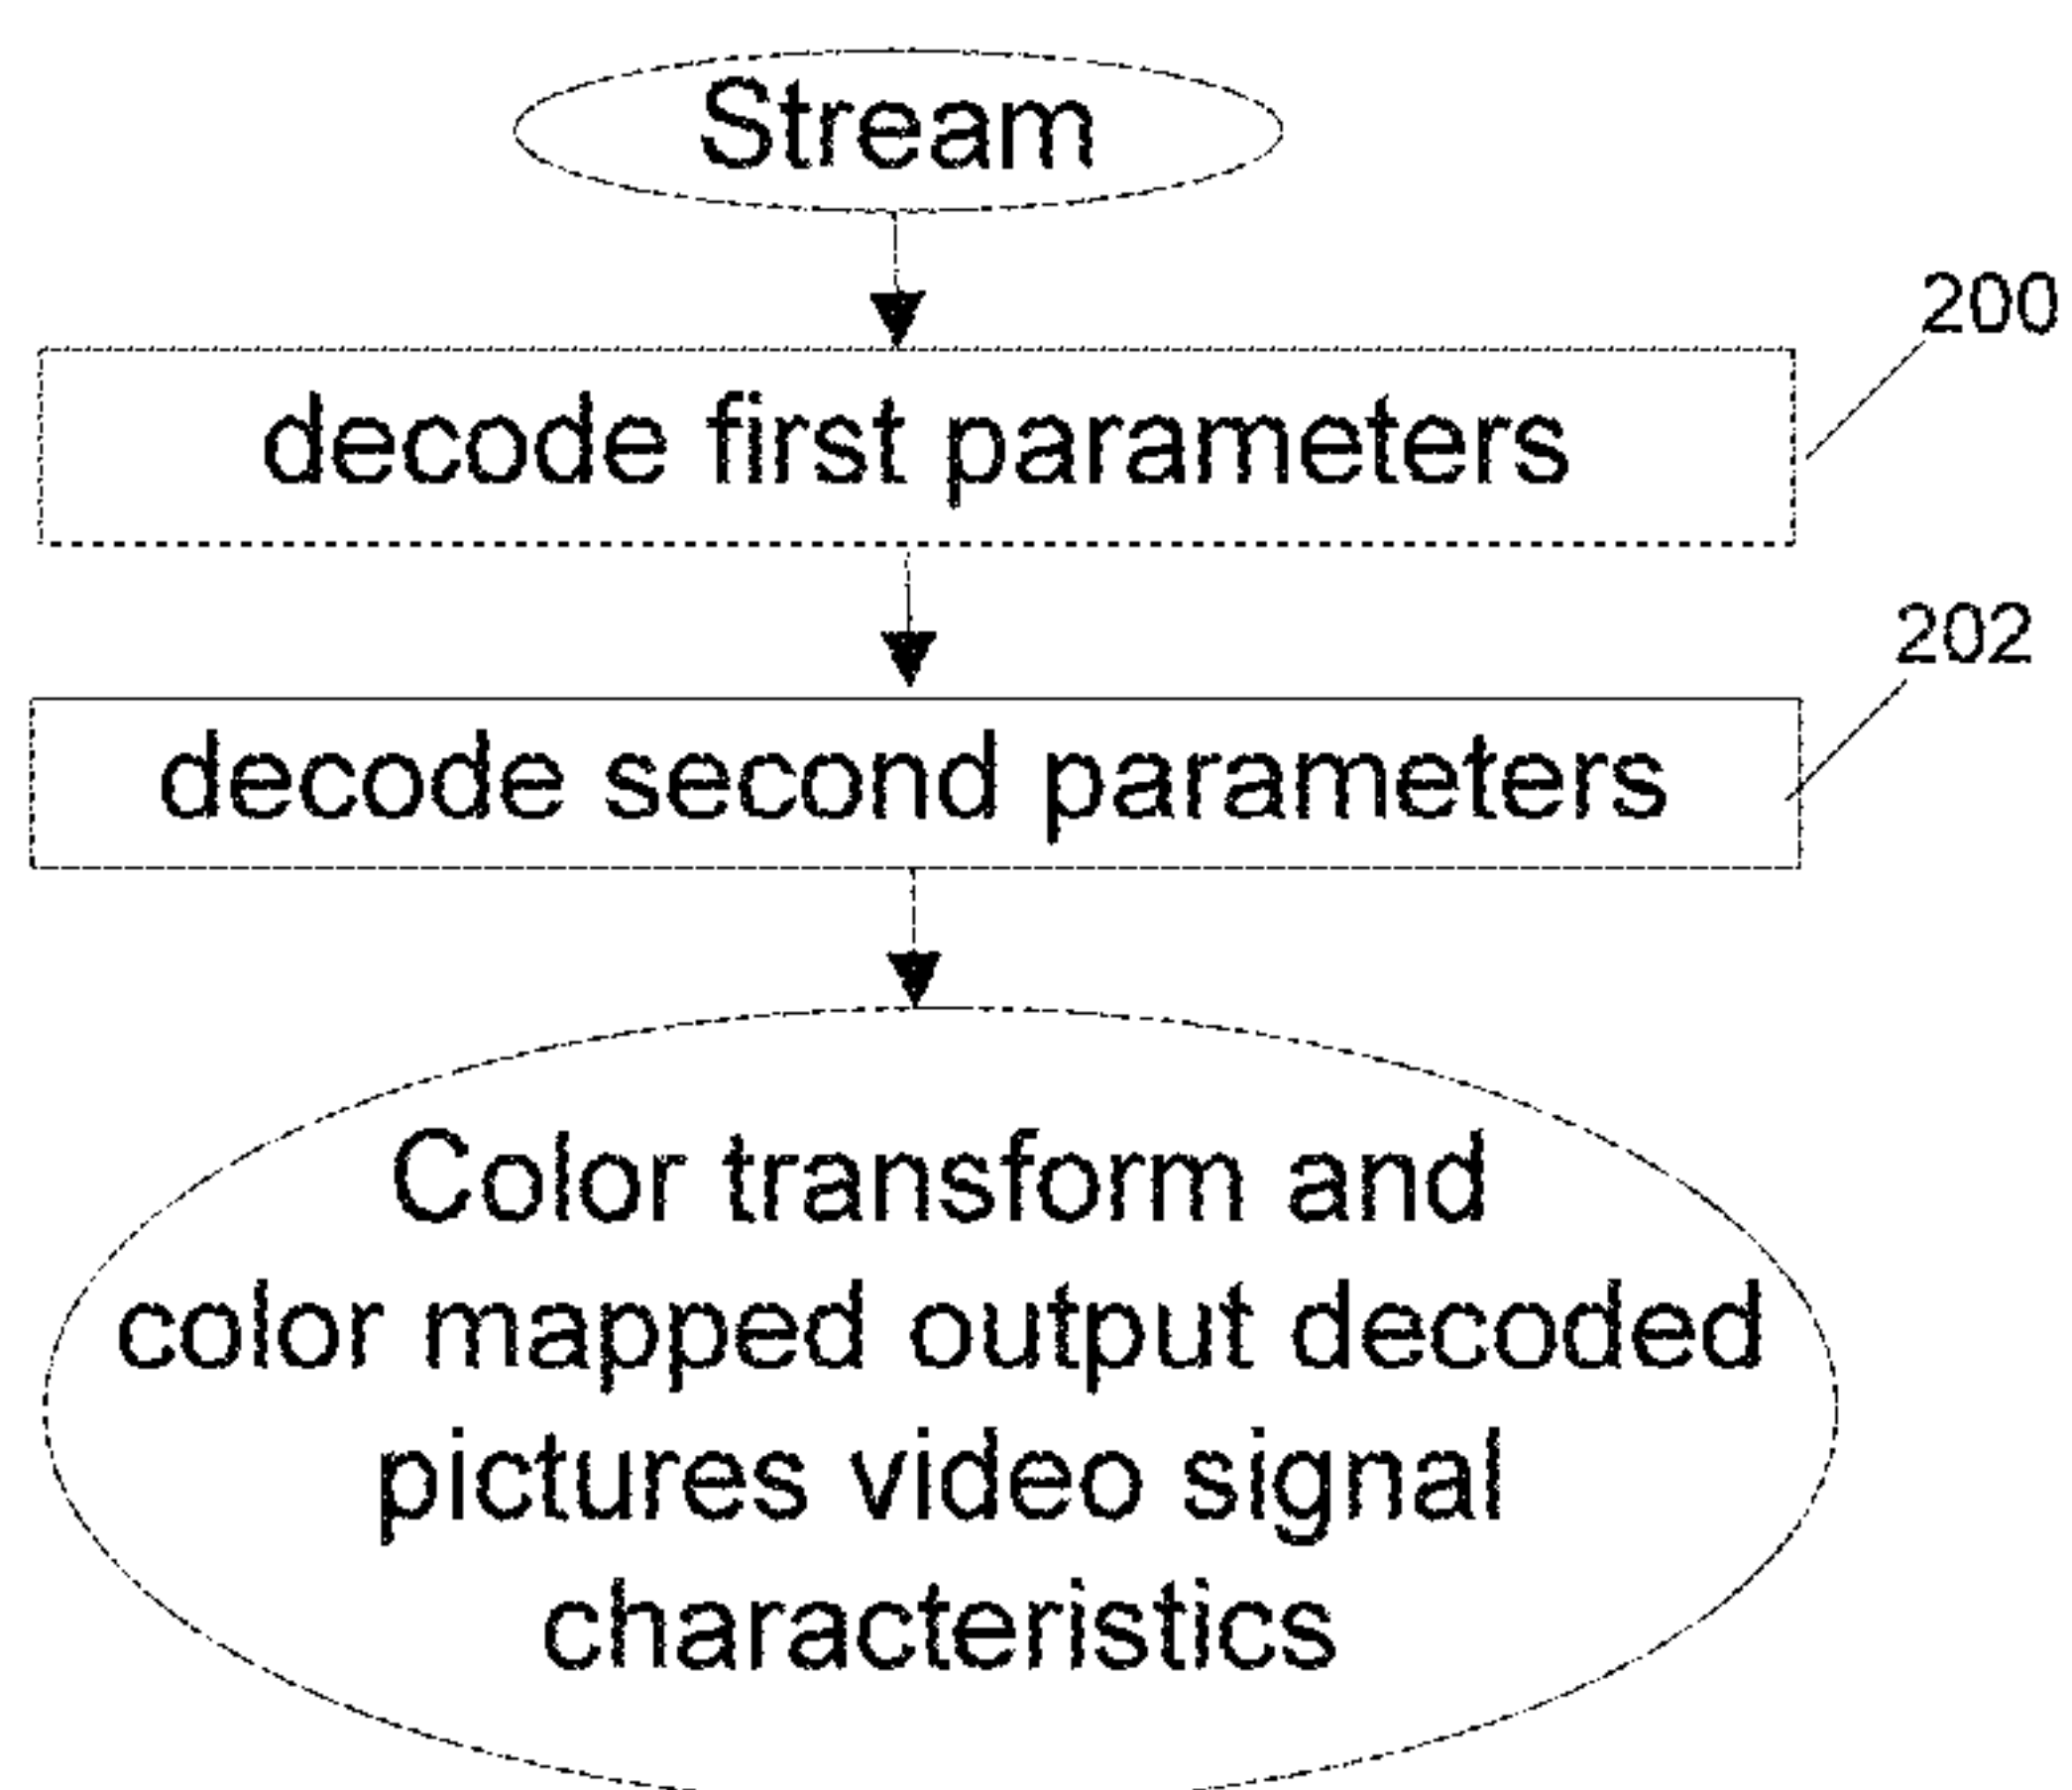 Stream
200
decode first parameters
202
decode second parameters
Color transform and
color mapped output decoded
pictures video signal
characteristics